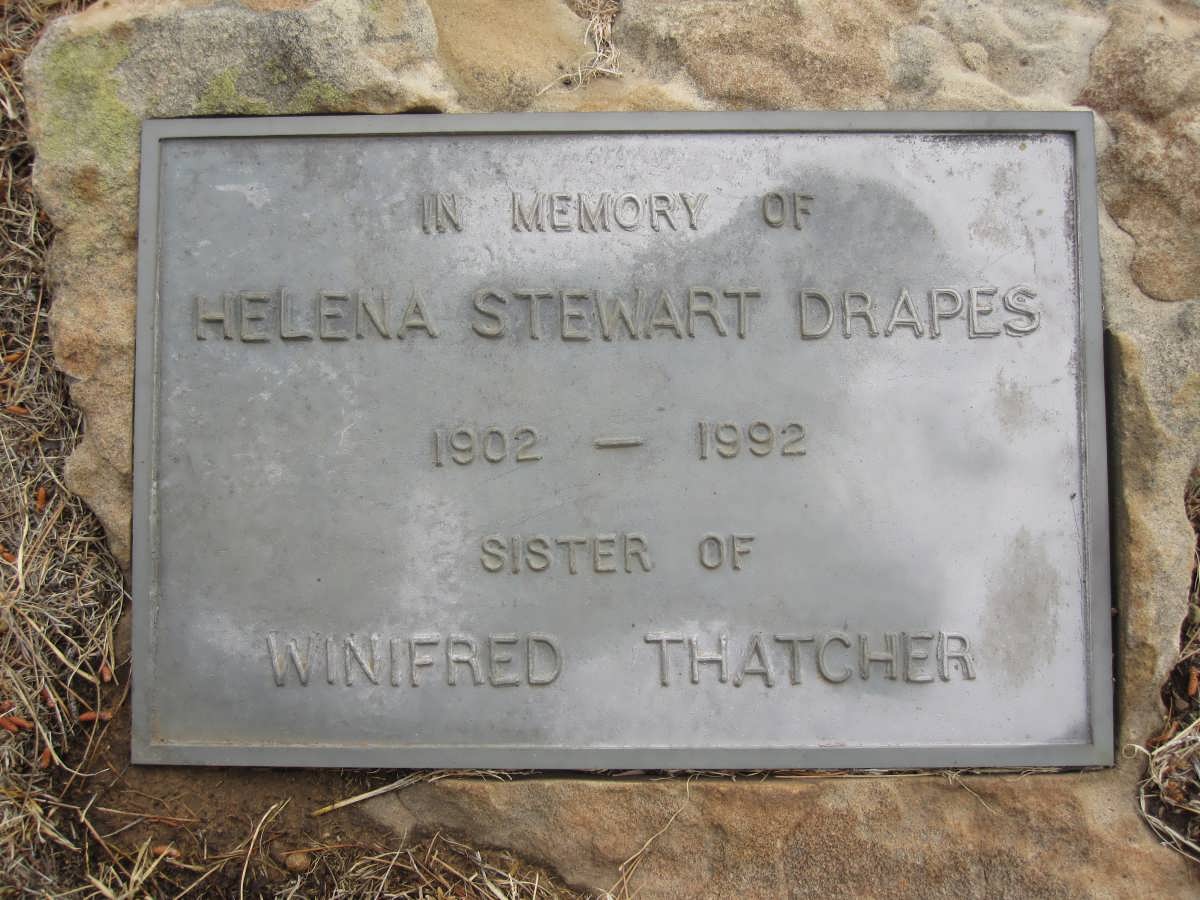 IN MEMORY OF
HELENA STEWART DRAPES
1902 — 1992
SISTER OF
WINIFRED THATCHER